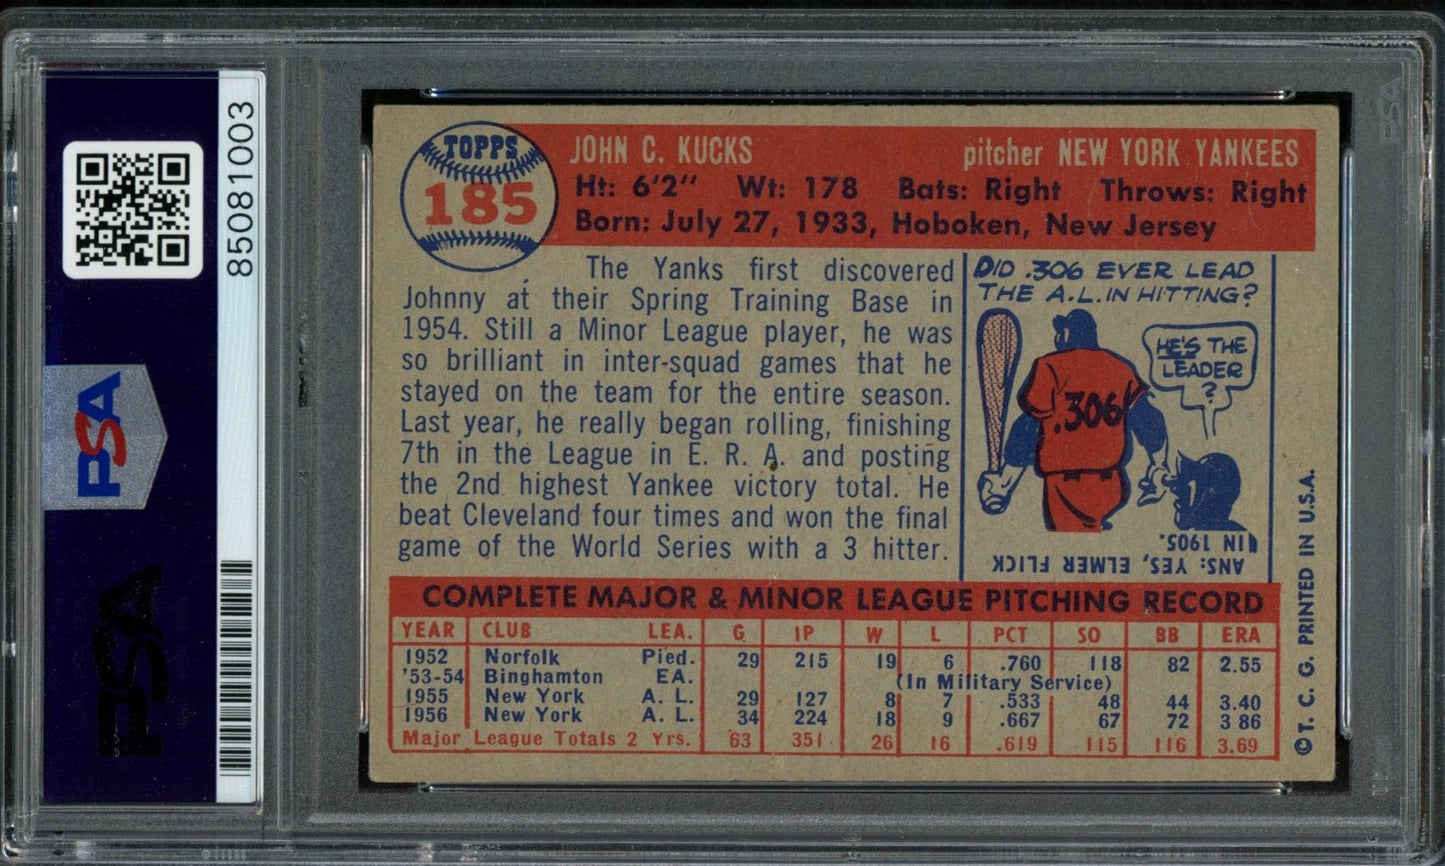 85081003
PSA
PSA
PSA
TOPPS
185
JOHN C. KUCKS
pitcher NEW YORK YANKEES
Ht: 6'2" Wt: 178 Bats: Right Throws: Right
Born: July 27, 1933, Hoboken, New Jersey
The Yanks first discovered
Johnny at their Spring Training Base in
1954. Still a Minor League player, he was
so brilliant in inter-squad games that he
stayed on the team for the entire season.
Last year, he really began rolling, finishing
7th in the League in E. R. A. and posting
the 2nd highest Yankee victory total. He
beat Cleveland four times and won the final
game of the World Series with a 3 hitter.
DID .306 EVER LEAD
THE A.L. IN HITTING?
HE'S THE
LEADER
?
.306
ANS: YES, ELMER FLICK
IN 1905.
COMPLETE MAJOR & MINOR LEAGUE PITCHING RECORD
YEAR CLUB LEA. G IP W L PCT SO BB ERA
1952 Norfolk Pied. 29 215 19 6 .760 118 82 2.55
'53-54 Binghamton EA. (In Military Service)
1955 New York A. L. 29 127 8 7 .533 48 44 3.40
1956 New York A. L. 34 224 18 9 .667 67 72 3 86
Major League Totals 2 Yrs. 63 351 26 16 .619 115 116 3.69
© T. C. G. PRINTED IN U.S.A.